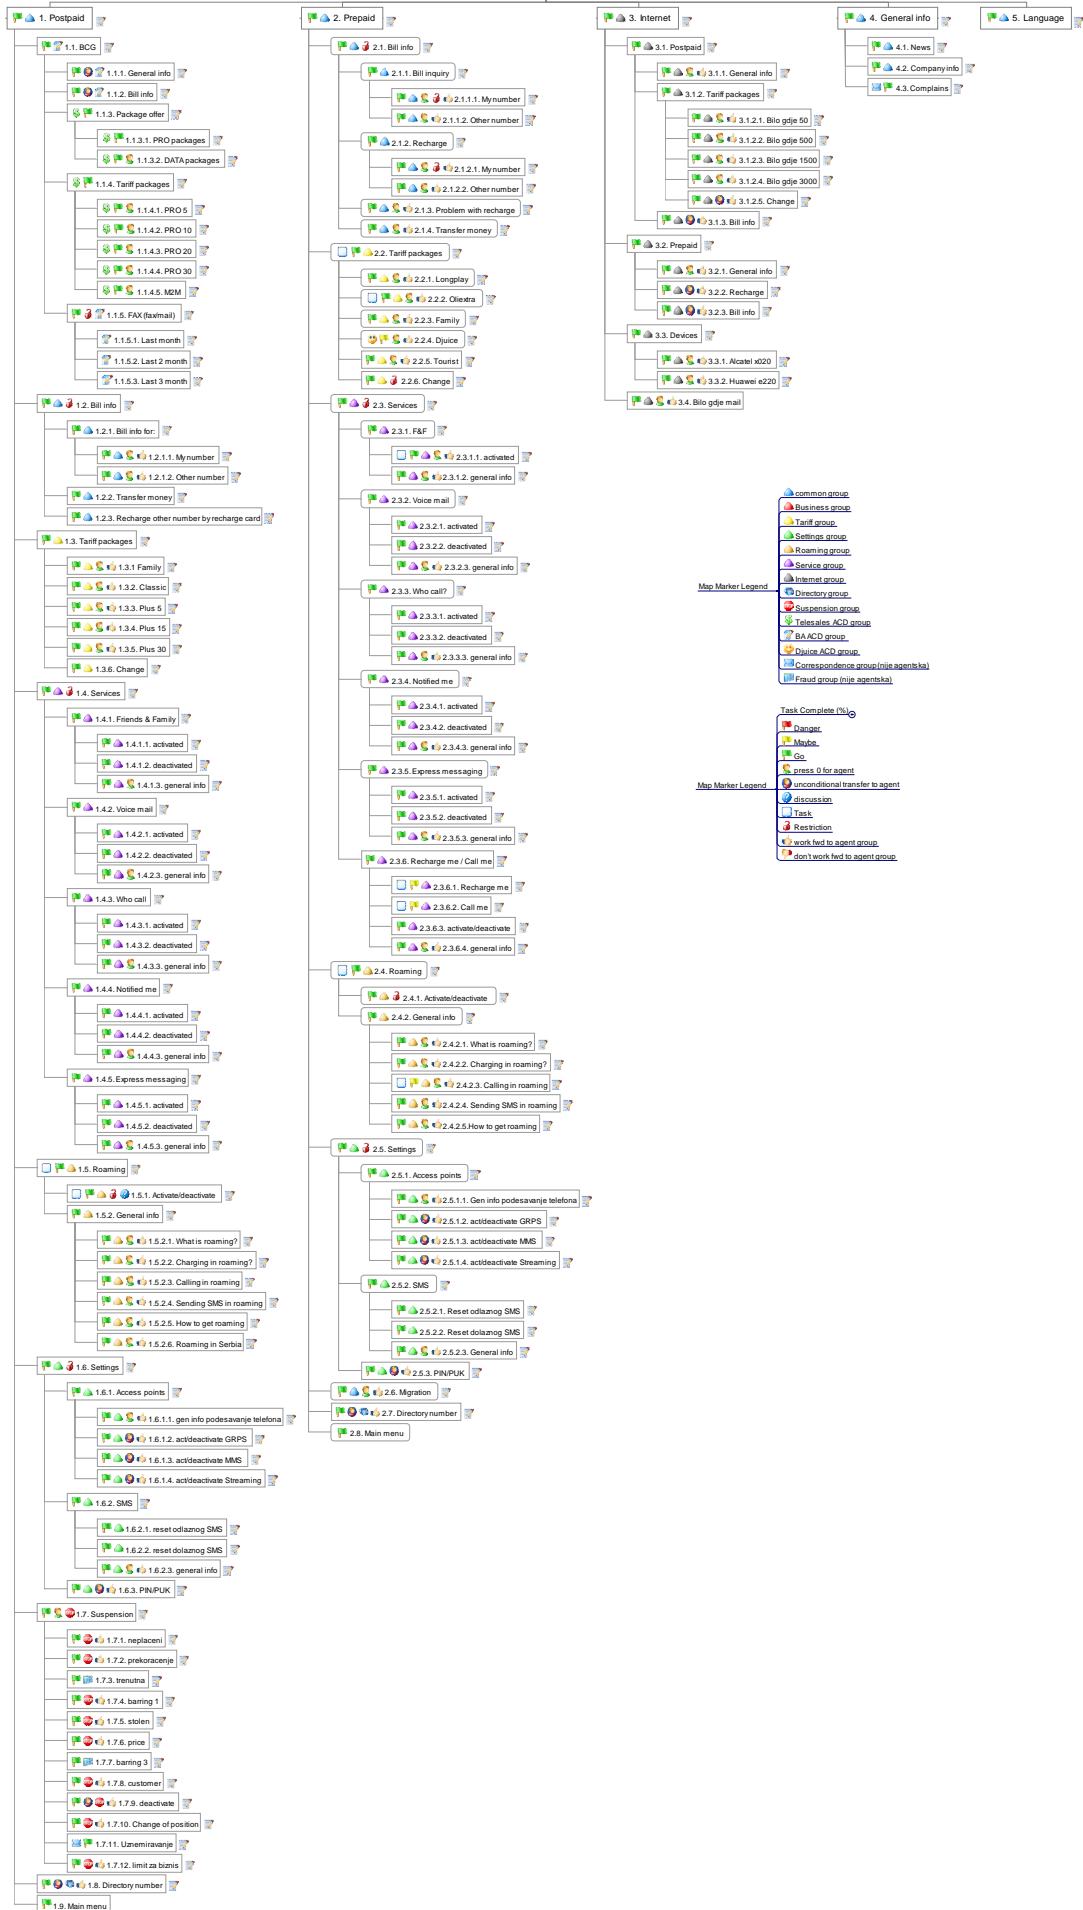 1. Postpaid
1.1. BCG
1.1.1. General info
1.1.2. Bill info
1.1.3. Package offer
1.1.3.1. PRO packages
1.1.3.2. DATA packages
1.1.4. Tariff packages
1.1.4.1. PRO 5
1.1.4.2. PRO 10
1.1.4.3. PRO 20
1.1.4.4. PRO 30
1.1.4.5. M2M
1.1.5. FAX (fax/mail)
1.1.5.1. Last month
1.1.5.2. Last 2 month
1.1.5.3. Last 3 month
1.2. Bill info
1.2.1. Bill info for:
1.2.1.1. My number
1.2.1.2. Other number
1.2.2. Transfer money
1.2.3. Recharge other number by recharge card
1.3. Tariff packages
1.3.1 Family
1.3.2. Classic
1.3.3. Plus 5
1.3.4. Plus 15
1.3.5. Plus 30
1.3.6. Change
1.4. Services
1.4.1. Friends & Family
1.4.1.1. activated
1.4.1.2. deactivated
1.4.1.3. general info
1.4.2. Voice mail
1.4.2.1. activated
1.4.2.2. deactivated
1.4.2.3. general info
1.4.3. Who call
1.4.3.1. activated
1.4.3.2. deactivated
1.4.3.3. general info
1.4.4. Notified me
1.4.4.1. activated
1.4.4.2. deactivated
1.4.4.3. general info
1.4.5. Express messaging
1.4.5.1. activated
1.4.5.2. deactivated
1.4.5.3. general info
1.5. Roaming
1.5.1. Activate/deactivate
1.5.2. General info
1.5.2.1. What is roaming?
1.5.2.2. Charging in roaming?
1.5.2.3. Calling in roaming
1.5.2.4. Sending SMS in roaming
1.5.2.5. How to get roaming
1.5.2.6. Roaming in Serbia
1.6. Settings
1.6.1. Access points
1.6.1.1. gen info podesavanje telefona
1.6.1.2. act/deactivate GRPS
1.6.1.3. act/deactivate MMS
1.6.1.4. act/deactivate Streaming
1.6.2. SMS
1.6.2.1. reset odlaznog SMS
1.6.2.2. reset dolaznog SMS
1.6.2.3. general info
1.6.3. PIN/PUK
1.7. Suspension
1.7.1. neplaceni
1.7.2. prekoracenje
1.7.3. trenutna
1.7.4. barring 1
1.7.5. stolen
1.7.6. price
1.7.7. barring 3
1.7.8. customer
1.7.9. deactivate
1.7.10. Change of position
1.7.11. Uznemiravanje
1.7.12. limit za biznis
1.8. Directory number
1.9. Main menu
2. Prepaid
2.1. Bill info
2.1.1. Bill inquiry
2.1.1.1. My number
2.1.1.2. Other number
2.1.2. Recharge
2.1.2.1. My number
2.1.2.2. Other number
2.1.3. Problem with recharge
2.1.4. Transfer money
2.2. Tariff packages
2.2.1. Longplay
2.2.2. Oliextra
2.2.3. Family
2.2.4. Djuice
2.2.5. Tourist
2.2.6. Change
2.3. Services
2.3.1. F&F
2.3.1.1. activated
2.3.1.2. general info
2.3.2. Voice mail
2.3.2.1. activated
2.3.2.2. deactivated
2.3.2.3. general info
2.3.3. Who call?
2.3.3.1. activated
2.3.3.2. deactivated
2.3.3.3. general info
2.3.4. Notified me
2.3.4.1. activated
2.3.4.2. deactivated
2.3.4.3. general info
2.3.5. Express messaging
2.3.5.1. activated
2.3.5.2. deactivated
2.3.5.3. general info
2.3.6. Recharge me / Call me
2.3.6.1. Recharge me
2.3.6.2. Call me
2.3.6.3. activate/deactivate
2.3.6.4. general info
2.4. Roaming
2.4.1. Activate/deactivate
2.4.2. General info
2.4.2.1. What is roaming?
2.4.2.2. Charging in roaming?
2.4.2.3. Calling in roaming
2.4.2.4. Sending SMS in roaming
2.4.2.5.How to get roaming
2.5. Settings
2.5.1. Access points
2.5.1.1. Gen info podesavanje telefona
2.5.1.2. act/deactivate GRPS
2.5.1.3. act/deactivate MMS
2.5.1.4. act/deactivate Streaming
2.5.2. SMS
2.5.2.1. Reset odlaznog SMS
2.5.2.2. Reset dolaznog SMS
2.5.2.3. General info
2.5.3. PIN/PUK
2.6. Migration
2.7. Directory number
2.8. Main menu
3. Internet
3.1. Postpaid
3.1.1. General info
3.1.2. Tariff packages
3.1.2.1. Bilo gdje 50
3.1.2.2. Bilo gdje 500
3.1.2.3. Bilo gdje 1500
3.1.2.4. Bilo gdje 3000
3.1.2.5. Change
3.1.3. Bill info
3.2. Prepaid
3.2.1. General info
3.2.2. Recharge
3.2.3. Bill info
3.3. Devices
3.3.1. Alcatel x020
3.3.2. Huawei e220
3.4. Bilo gdje mail
4. General info
4.1. News
4.2. Company info
4.3. Complains
5. Language
Map Marker Legend
common group
Business group
Tariff group
Settings group
Roaming group
Service group
Internet group
Directory group
Suspension group
Telesales ACD group
BA ACD group
Djuice ACD group
Correspondence group (nije agentska)
Fraud group (nije agentska)
Map Marker Legend
Task Complete (%)
Danger
Maybe
Go
press 0 for agent
unconditional transfer to agent
discussion
Task
Restriction
work fwd to agent group
don't work fwd to agent group